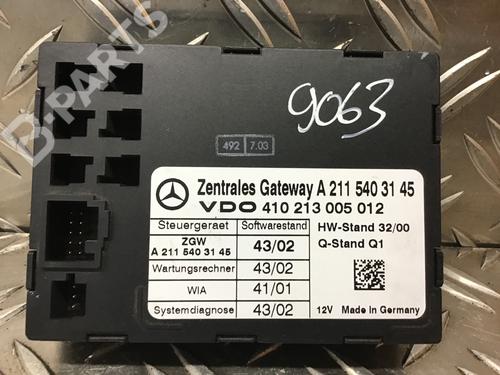 B-PARTS
9063
492 7.03
Zentrales Gateway A 211 540 31 45
VDO 410 213 005 012
Steuergeraet Softwarestand HW-Stand 32/00
ZGW
A 211 540 31 45 43/02 Q-Stand Q1
Wartungsrechner 43/02
WIA 41/01
Systemdiagnose 43/02 12V Made in Germany